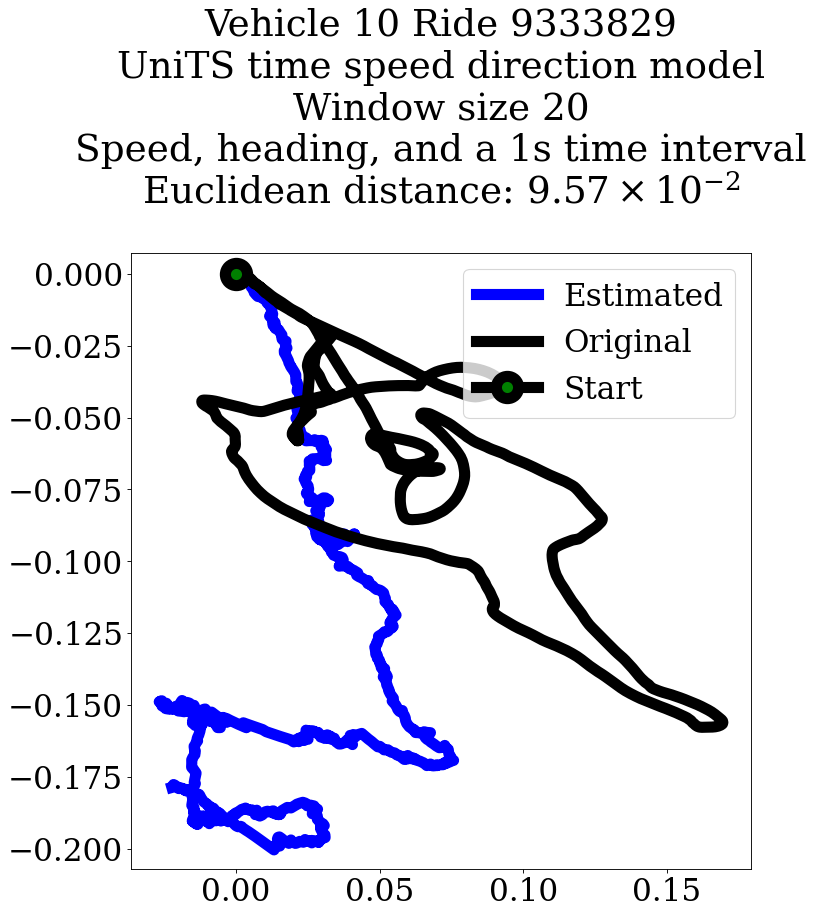 Vehicle 10 Ride 9333829
UniTS time speed direction model
Window size 20
Speed, heading, and a 1s time interval
Euclidean distance: 9.57 × 10⁻²
Estimated
Original
Start
0.000
−0.025
−0.050
−0.075
−0.100
−0.125
−0.150
−0.175
−0.200
0.00 0.05 0.10 0.15